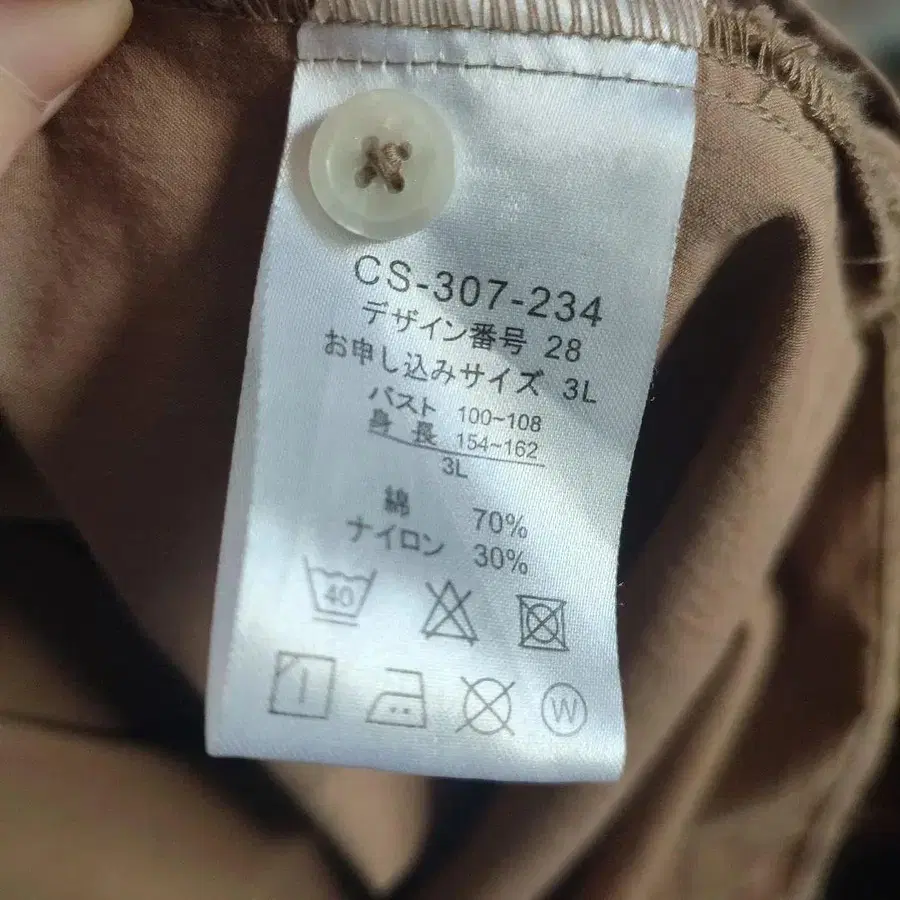 CS-307-234
デザイン番号 28
お申し込みサイズ 3L
バスト 100~108
身長 154~162
3L
綿 70%
ナイロン 30%
40
W